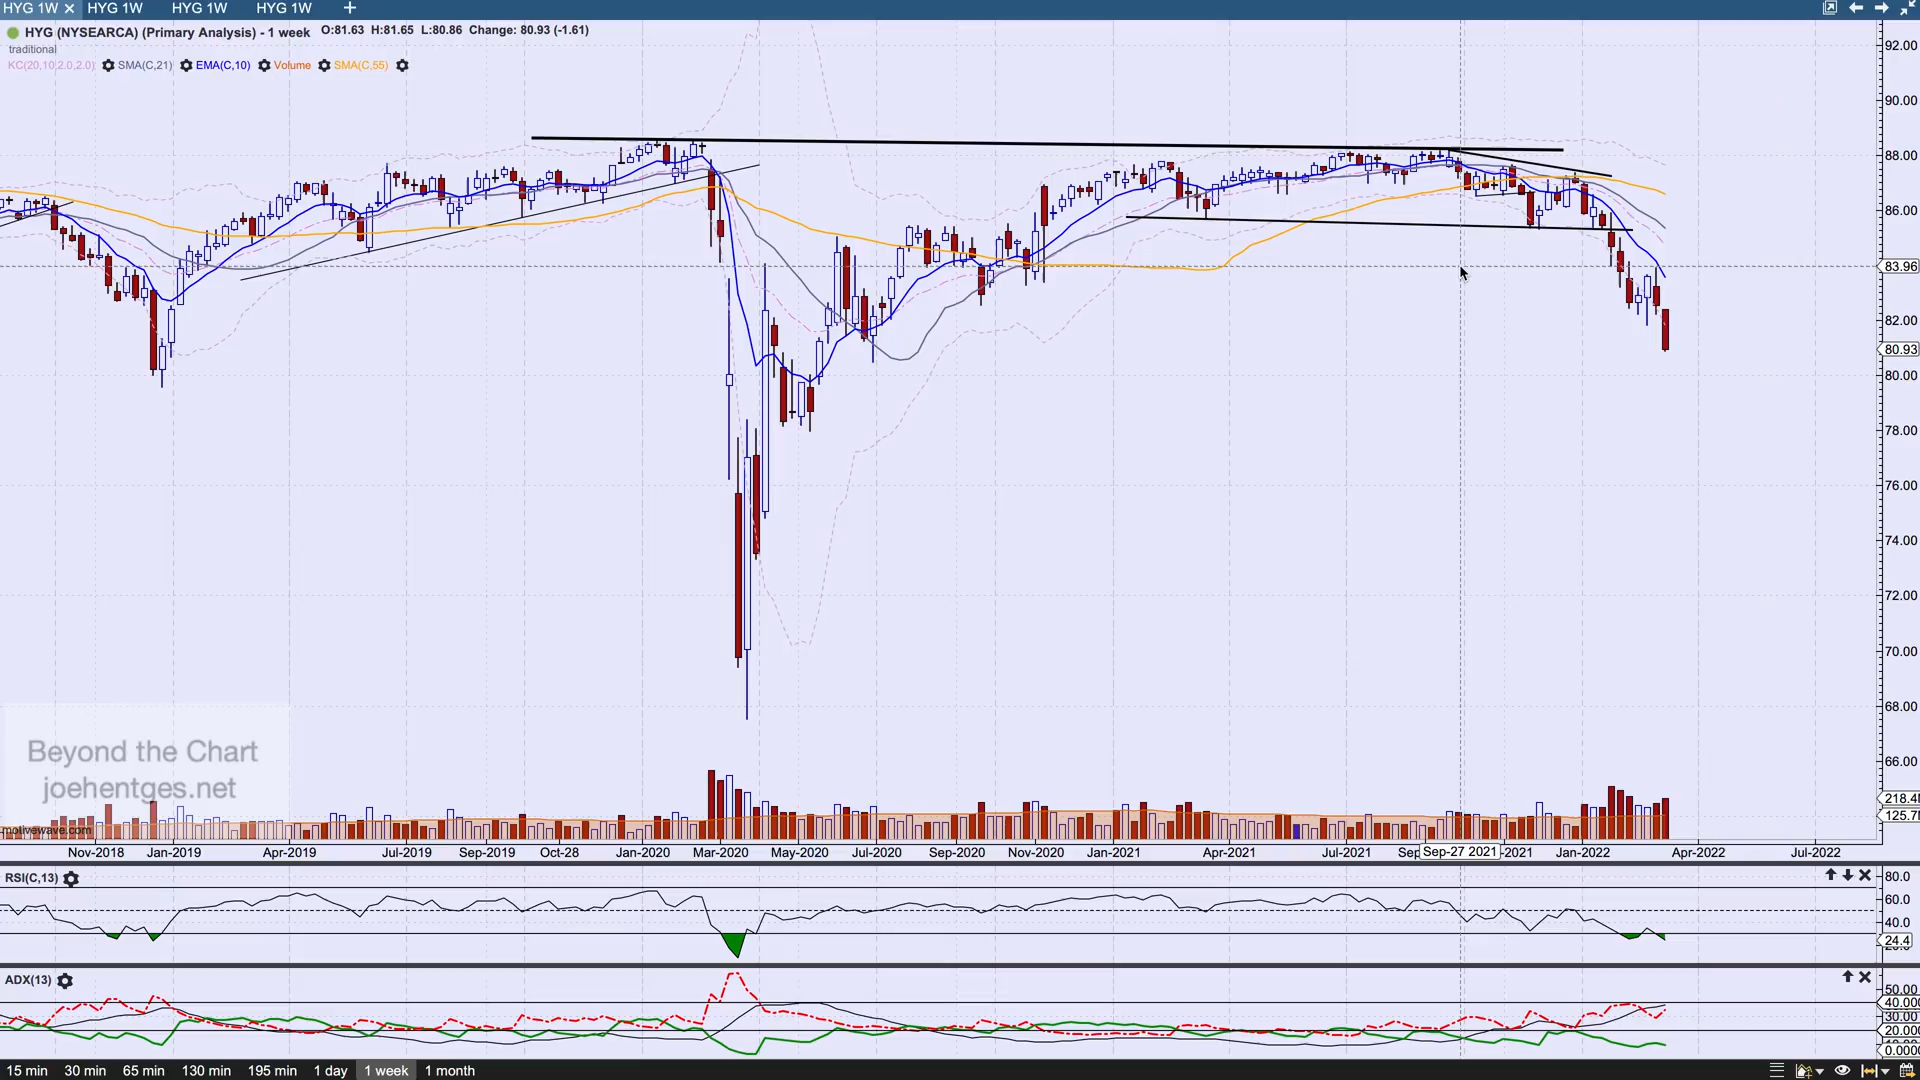 HYG 1W HYG 1W HYG 1W HYG 1W
HYG (NYSEARCA) (Primary Analysis) - 1 week O:81.63 H:81.65 L:80.86 Change: 80.93 (-1.61)
traditional
KC(20,10,2.0,2.0) SMA(C,21) EMA(C,10) Volume SMA(C,55)
92.00
90.00
88.00
86.00
83.96
82.00
80.93
80.00
78.00
76.00
74.00
72.00
70.00
68.00
66.00
Beyond the Chart
joehentges.net
motivewave.com
Nov-2018 Jan-2019 Apr-2019 Jul-2019 Sep-2019 Oct-28 Jan-2020 Mar-2020 May-2020 Jul-2020 Sep-2020 Nov-2020 Jan-2021 Apr-2021 Jul-2021 Sep-27 2021 Jan-2022 Apr-2022 Jul-2022
RSI(C,13)
80.0
60.0
40.0
24.4
ADX(13)
50.00
40.000
30.00
20.000
0.0000
15 min 30 min 65 min 130 min 195 min 1 day 1 week 1 month